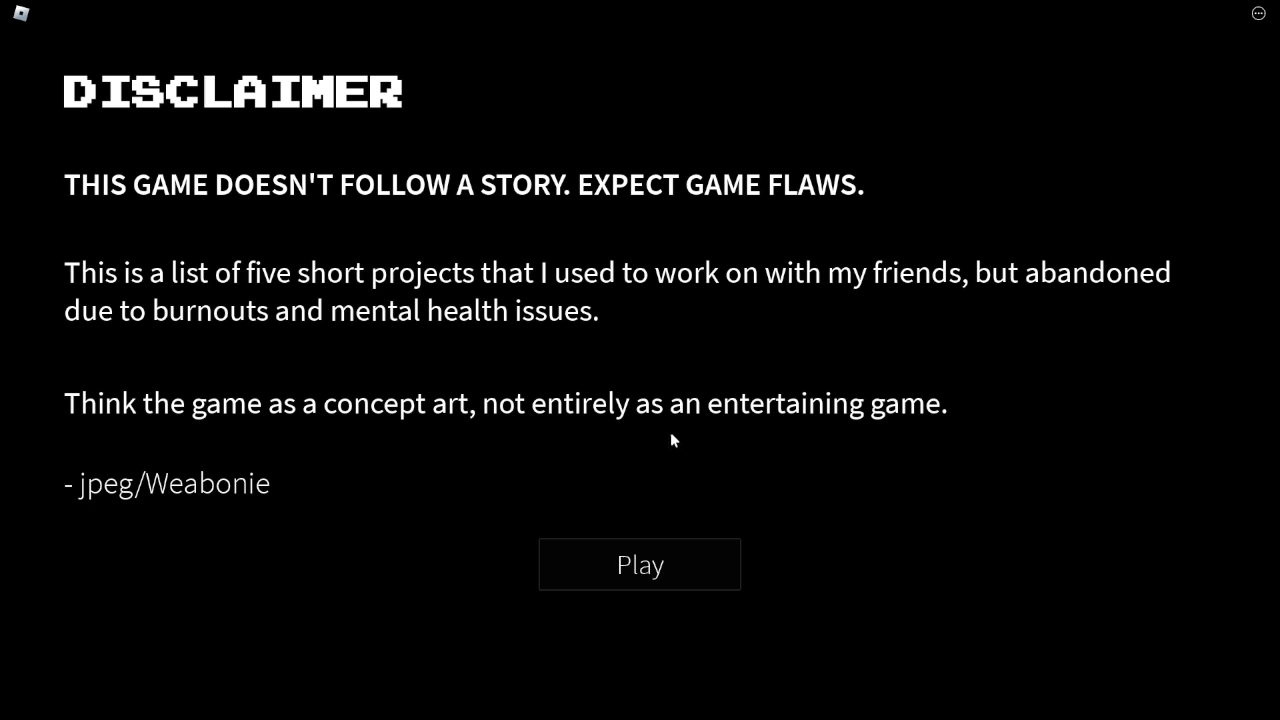 DISCLAIMER
THIS GAME DOESN'T FOLLOW A STORY. EXPECT GAME FLAWS.
This is a list of five short projects that I used to work on with my friends, but abandoned
due to burnouts and mental health issues.
Think the game as a concept art, not entirely as an entertaining game.
- jpeg/Weabonie
Play